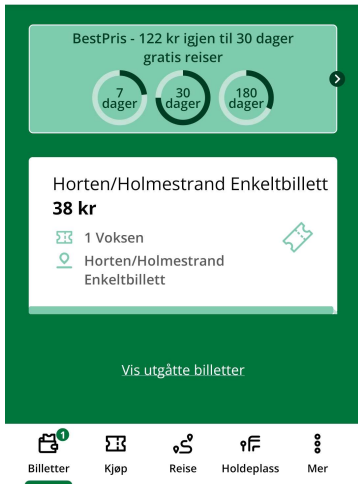 BestPris - 122 kr igjen til 30 dager
gratis reiser
7
dager
30
dager
180
dager
Horten/Holmestrand Enkeltbillett
38 kr
1 Voksen
Horten/Holmestrand
Enkeltbillett
Vis utgåtte billetter
1
Billetter
Kjøp
Reise
Holdeplass
Mer